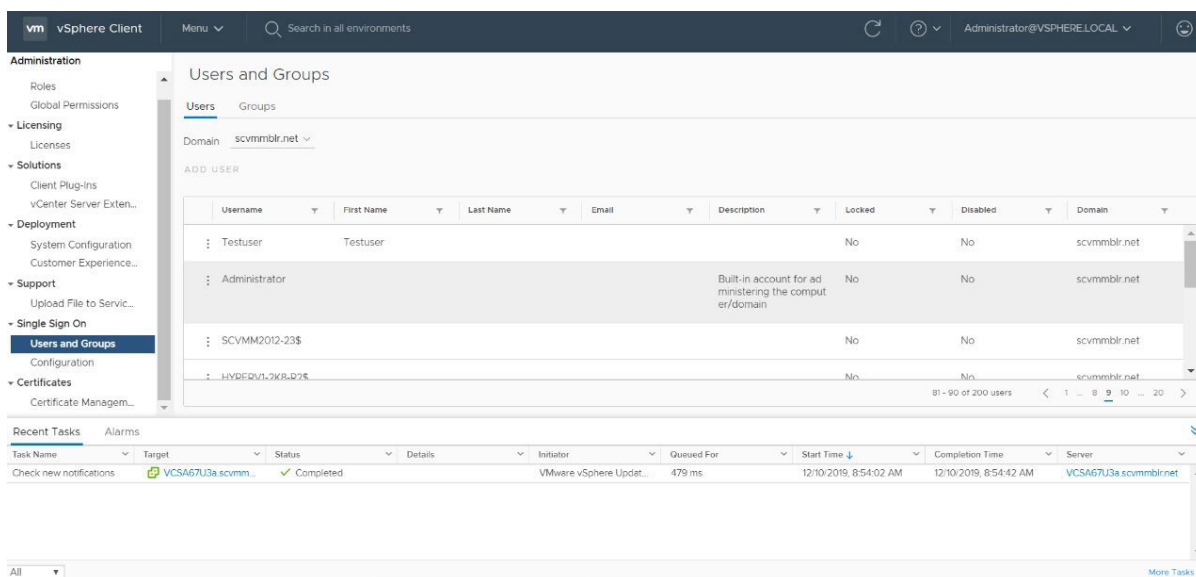 vm vSphere Client Menu Search in all environments Administrator@VSPHERE.LOCAL
Administration
Roles
Global Permissions
Licensing
Licenses
Solutions
Client Plug-Ins
vCenter Server Exten...
Deployment
System Configuration
Customer Experience...
Support
Upload File to Servic...
Single Sign On
Users and Groups
Configuration
Certificates
Certificate Managem...
Users and Groups
Users Groups
Domain scvmmblr.net
ADD USER
Username First Name Last Name Email Description Locked Disabled Domain
Testuser Testuser No No scvmmblr.net
Administrator Built-in account for ad No No scvmmblr.net
ministering the comput
er/domain
SCVMM2012-23$ No No scvmmblr.net
HYPERV1-2K8-R2$ No No scvmmblr.net
81 - 90 of 200 users 1 ... 8 9 10 ... 20
Recent Tasks Alarms
Task Name Target Status Details Initiator Queued For Start Time Completion Time Server
Check new notifications VCSA67U3a.scvmm... Completed VMware vSphere Updat... 479 ms 12/10/2019, 8:54:02 AM 12/10/2019, 8:54:42 AM VCSA67U3a.scvmmblr.net
All More Tasks